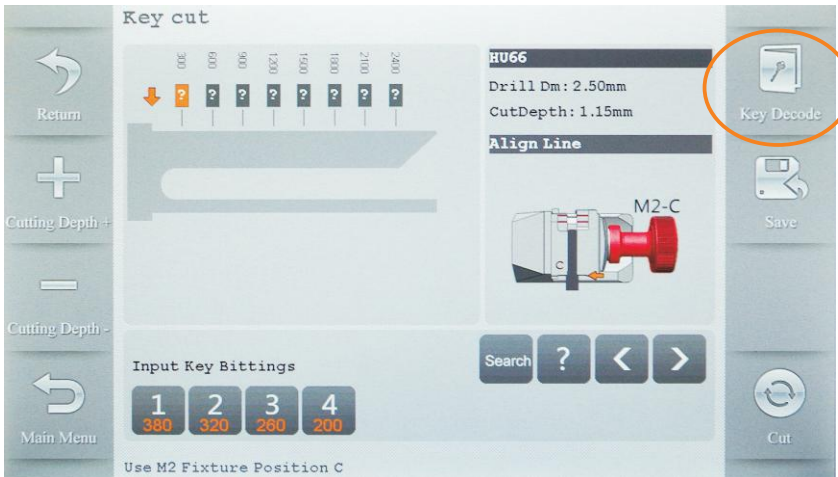 Key cut
Return
Cutting Depth +
Cutting Depth -
Main Menu
300 600 900 1200 1500 1800 2100 2400
? ? ? ? ? ? ? ?
HU66
Drill Dm: 2.50mm
CutDepth: 1.15mm
Align Line
M2-C
C
Input Key Bittings
1 2 3 4
380 320 260 200
Search ? < >
Use M2 Fixture Position C
Key Decode
Save
Cut